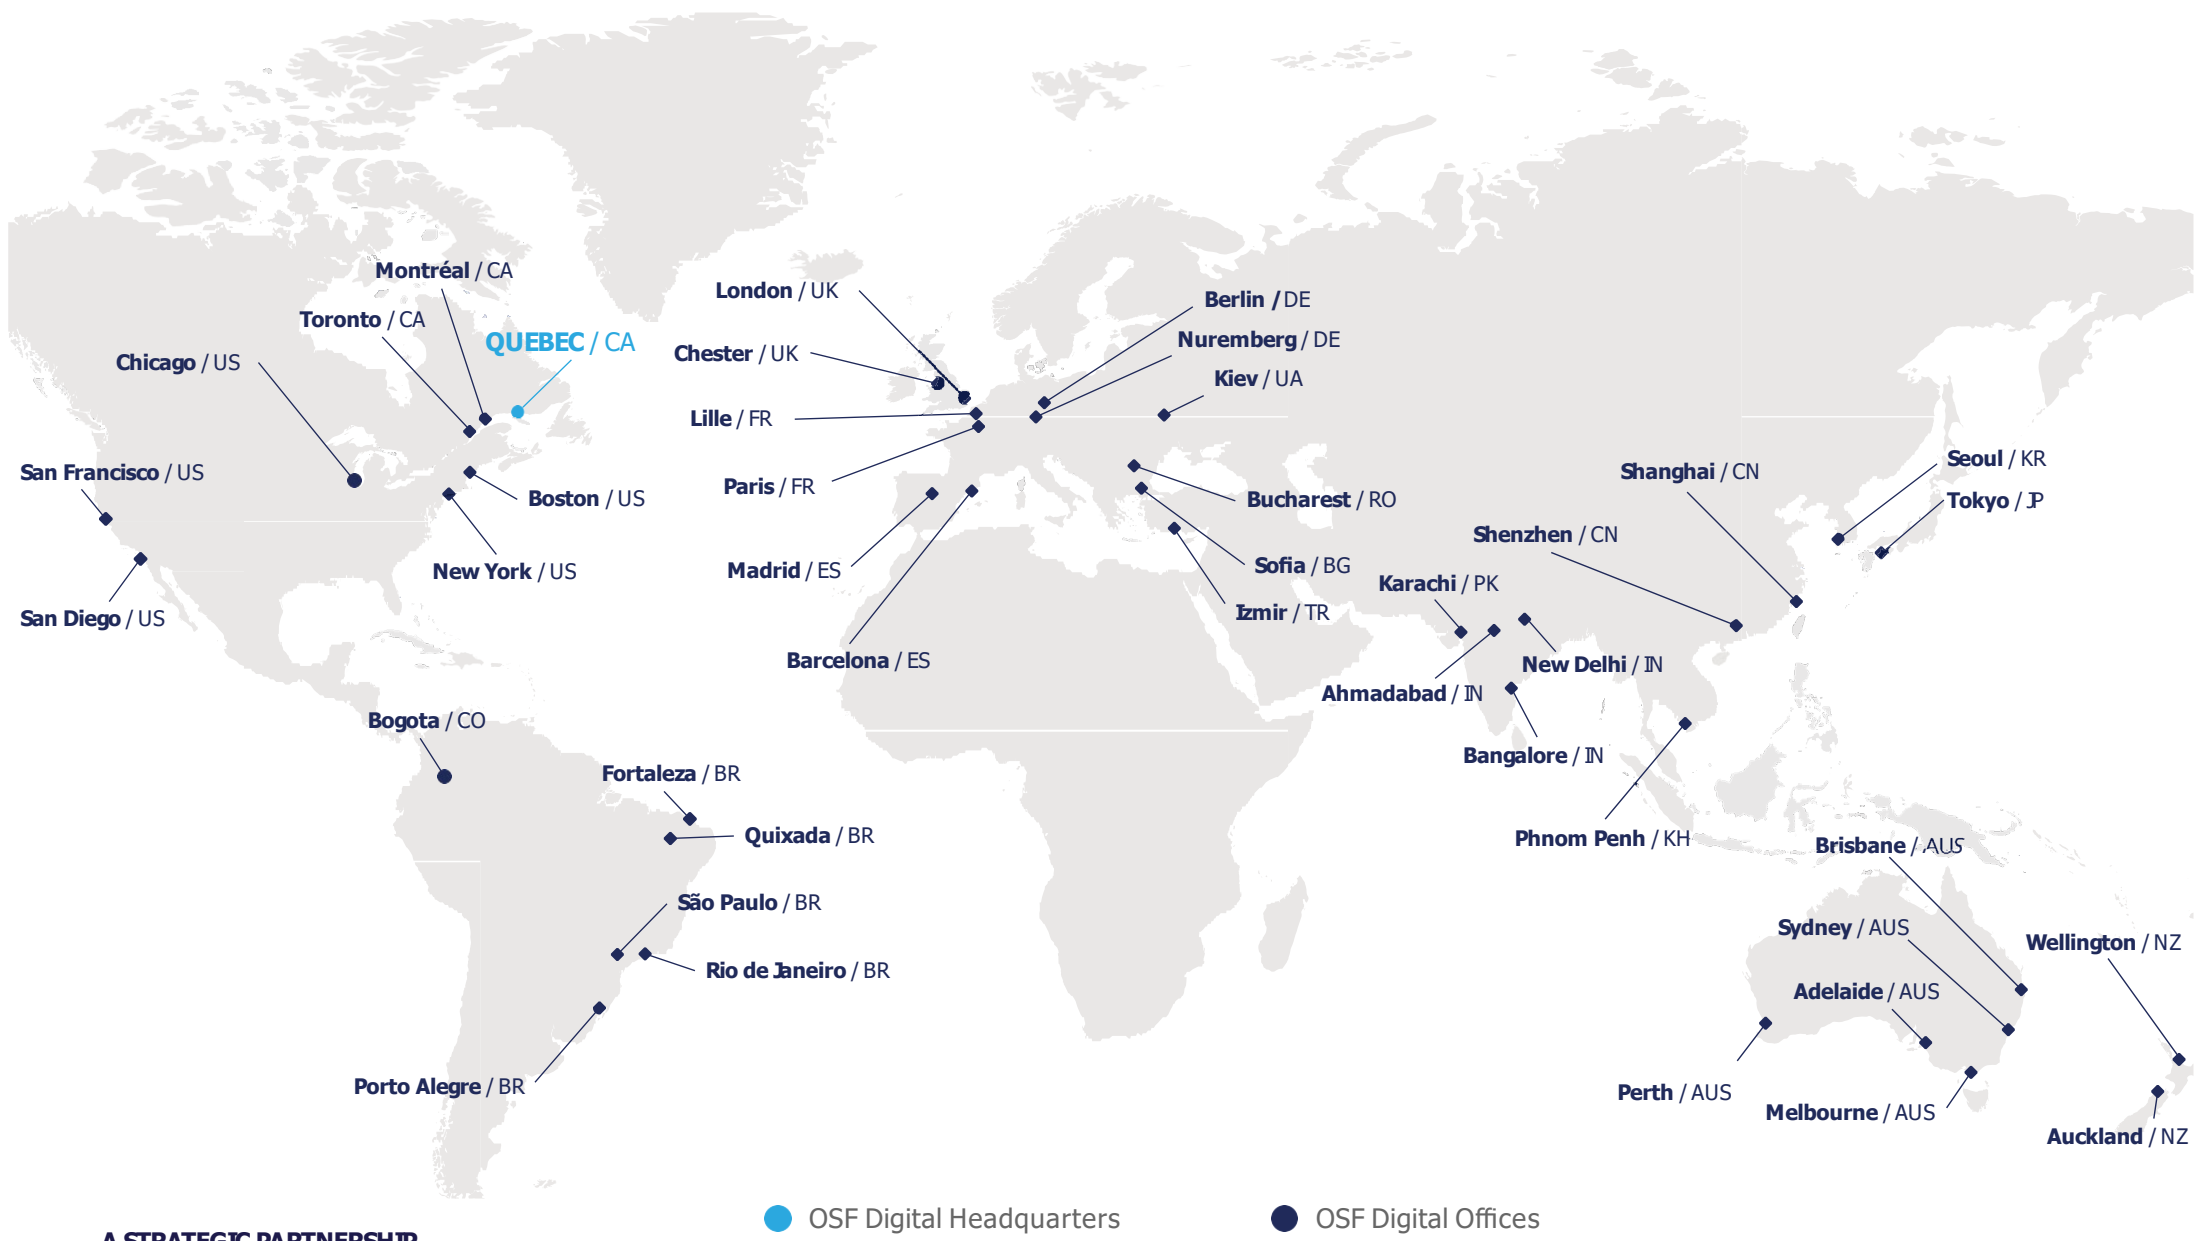 Montréal / CA
London / UK
Berlin / DE
Toronto / CA
QUEBEC / CA
Nuremberg / DE
Chester / UK
Chicago / US
Kiev / UA
Lille / FR
Seoul / KR
San Francisco / US
Shanghai / CN
Paris / FR
Boston / US
Bucharest / RO
Tokyo / JP
Shenzhen / CN
New York / US
Madrid / ES
Sofia / BG
Karachi / PK
San Diego / US
Izmir / TR
Barcelona / ES
New Delhi / IN
Ahmadabad / IN
Bogota / CO
Bangalore / IN
Fortaleza / BR
Quixada / BR
Phnom Penh / KH
Brisbane / AUS
São Paulo / BR
Sydney / AUS
Wellington / NZ
Rio de Janeiro / BR
Adelaide / AUS
Porto Alegre / BR
Perth / AUS
Melbourne / AUS
Auckland / NZ
OSF Digital Headquarters
OSF Digital Offices
A STRATEGIC PARTNERSHIP